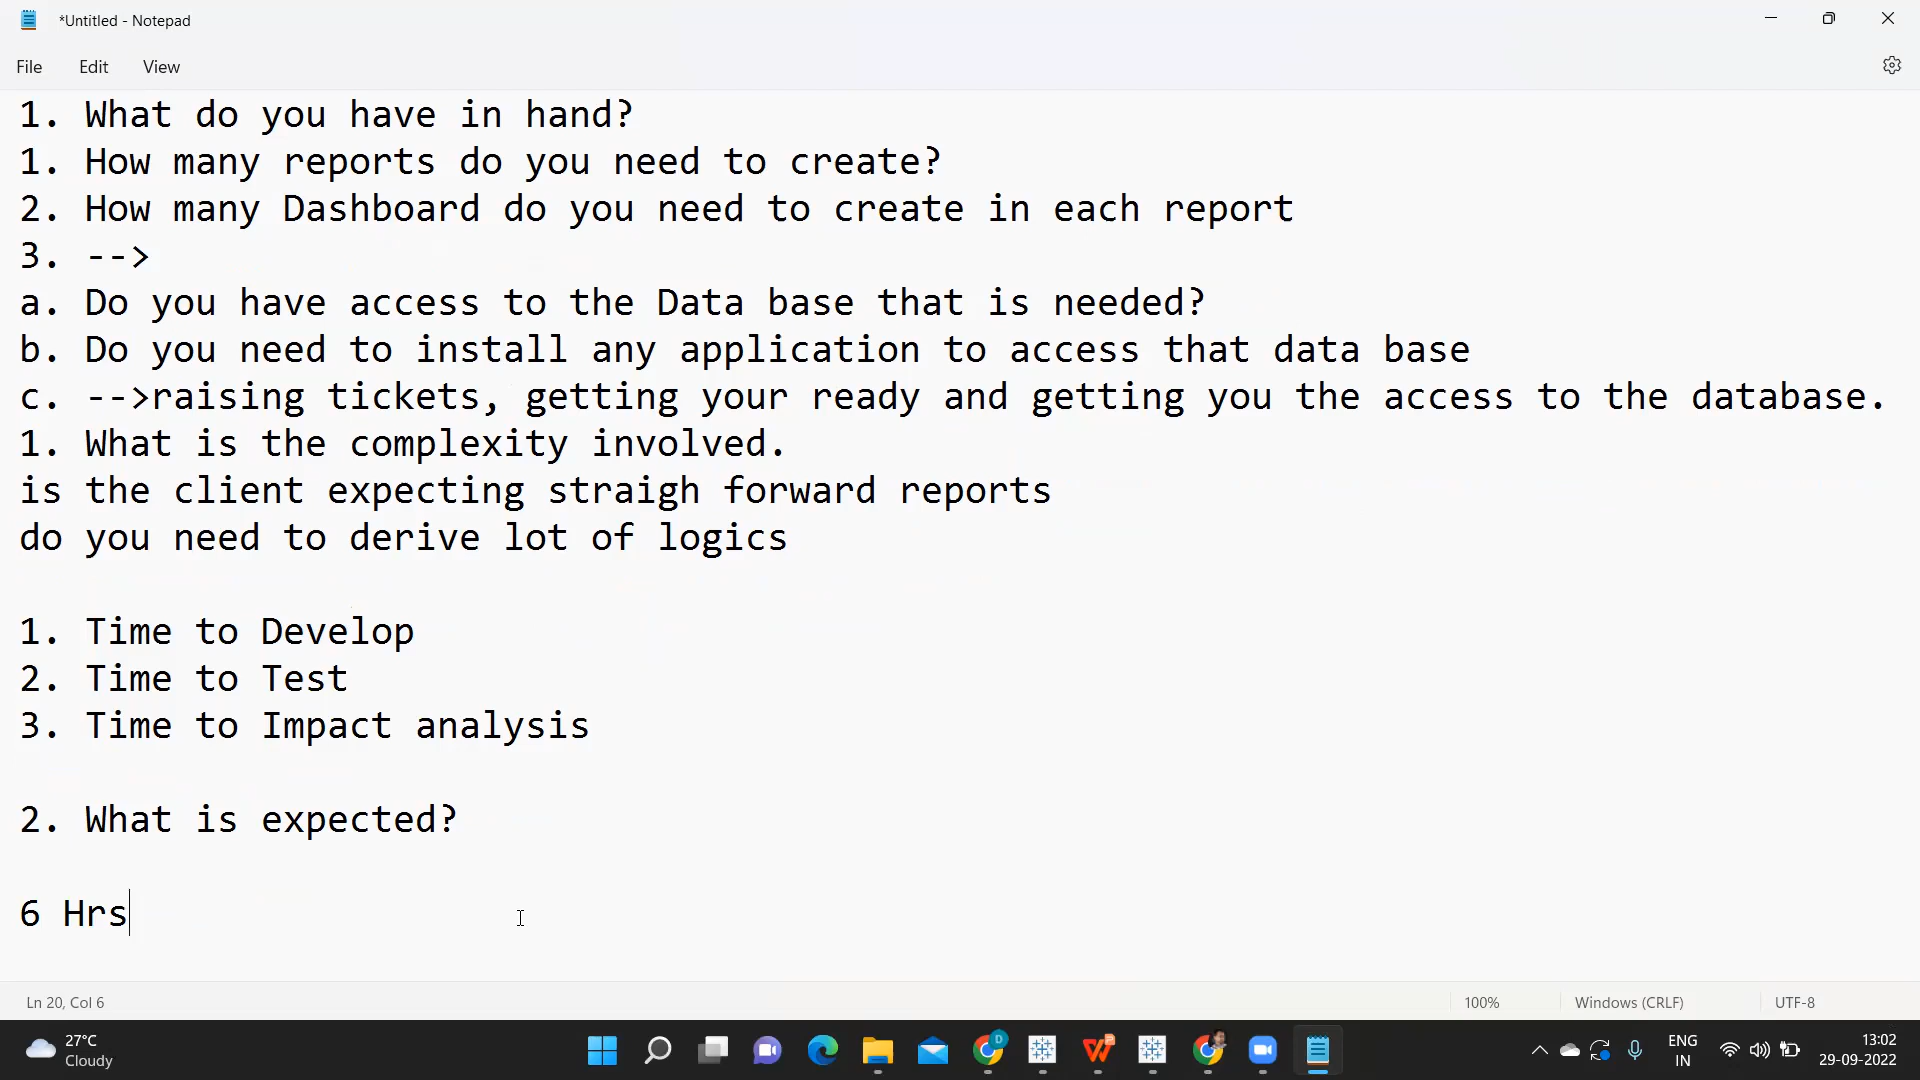 *Untitled - Notepad
File Edit View
1. What do you have in hand?
1. How many reports do you need to create?
2. How many Dashboard do you need to create in each report
3. -->
a. Do you have access to the Data base that is needed?
b. Do you need to install any application to access that data base
c. -->raising tickets, getting your ready and getting you the access to the database.
1. What is the complexity involved.
is the client expecting straigh forward reports
do you need to derive lot of logics
1. Time to Develop
2. Time to Test
3. Time to Impact analysis
2. What is expected?
6 Hrs
Ln 20, Col 6 100% Windows (CRLF) UTF-8
27°C
Cloudy
D
W
ENG
IN
13:02
29-09-2022